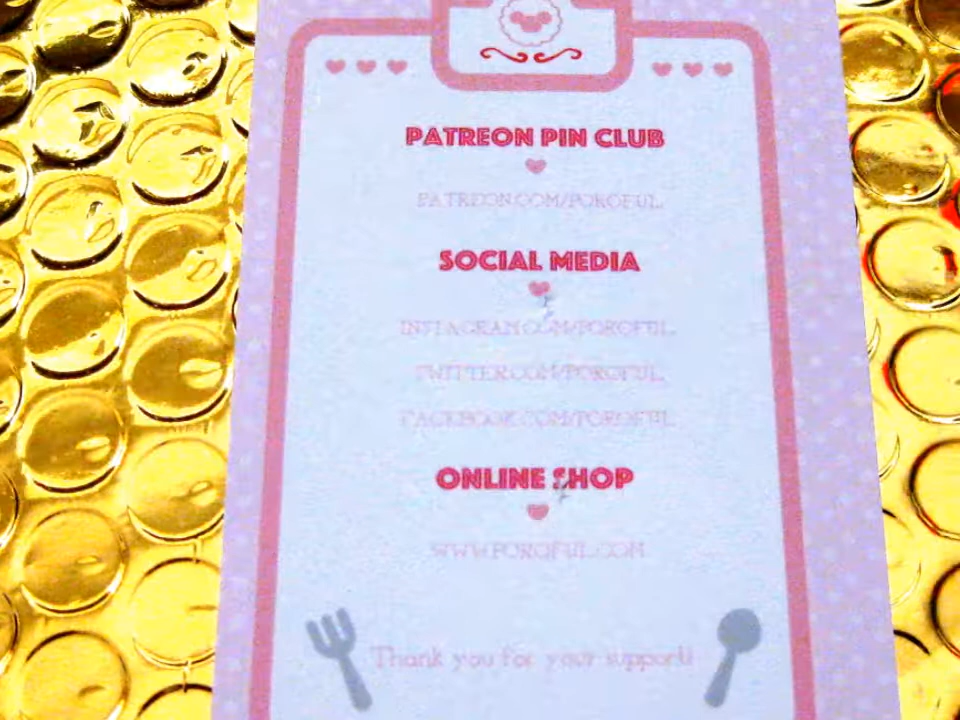 PATREON PIN CLUB
PATREON.COM/POROFUL
SOCIAL MEDIA
INSTAGRAM.COM/POROFUL
TWITTER.COM/POROFUL
FACEBOOK.COM/POROFUL
ONLINE SHOP
WWW.POROFUL.COM
Thank you for your support!